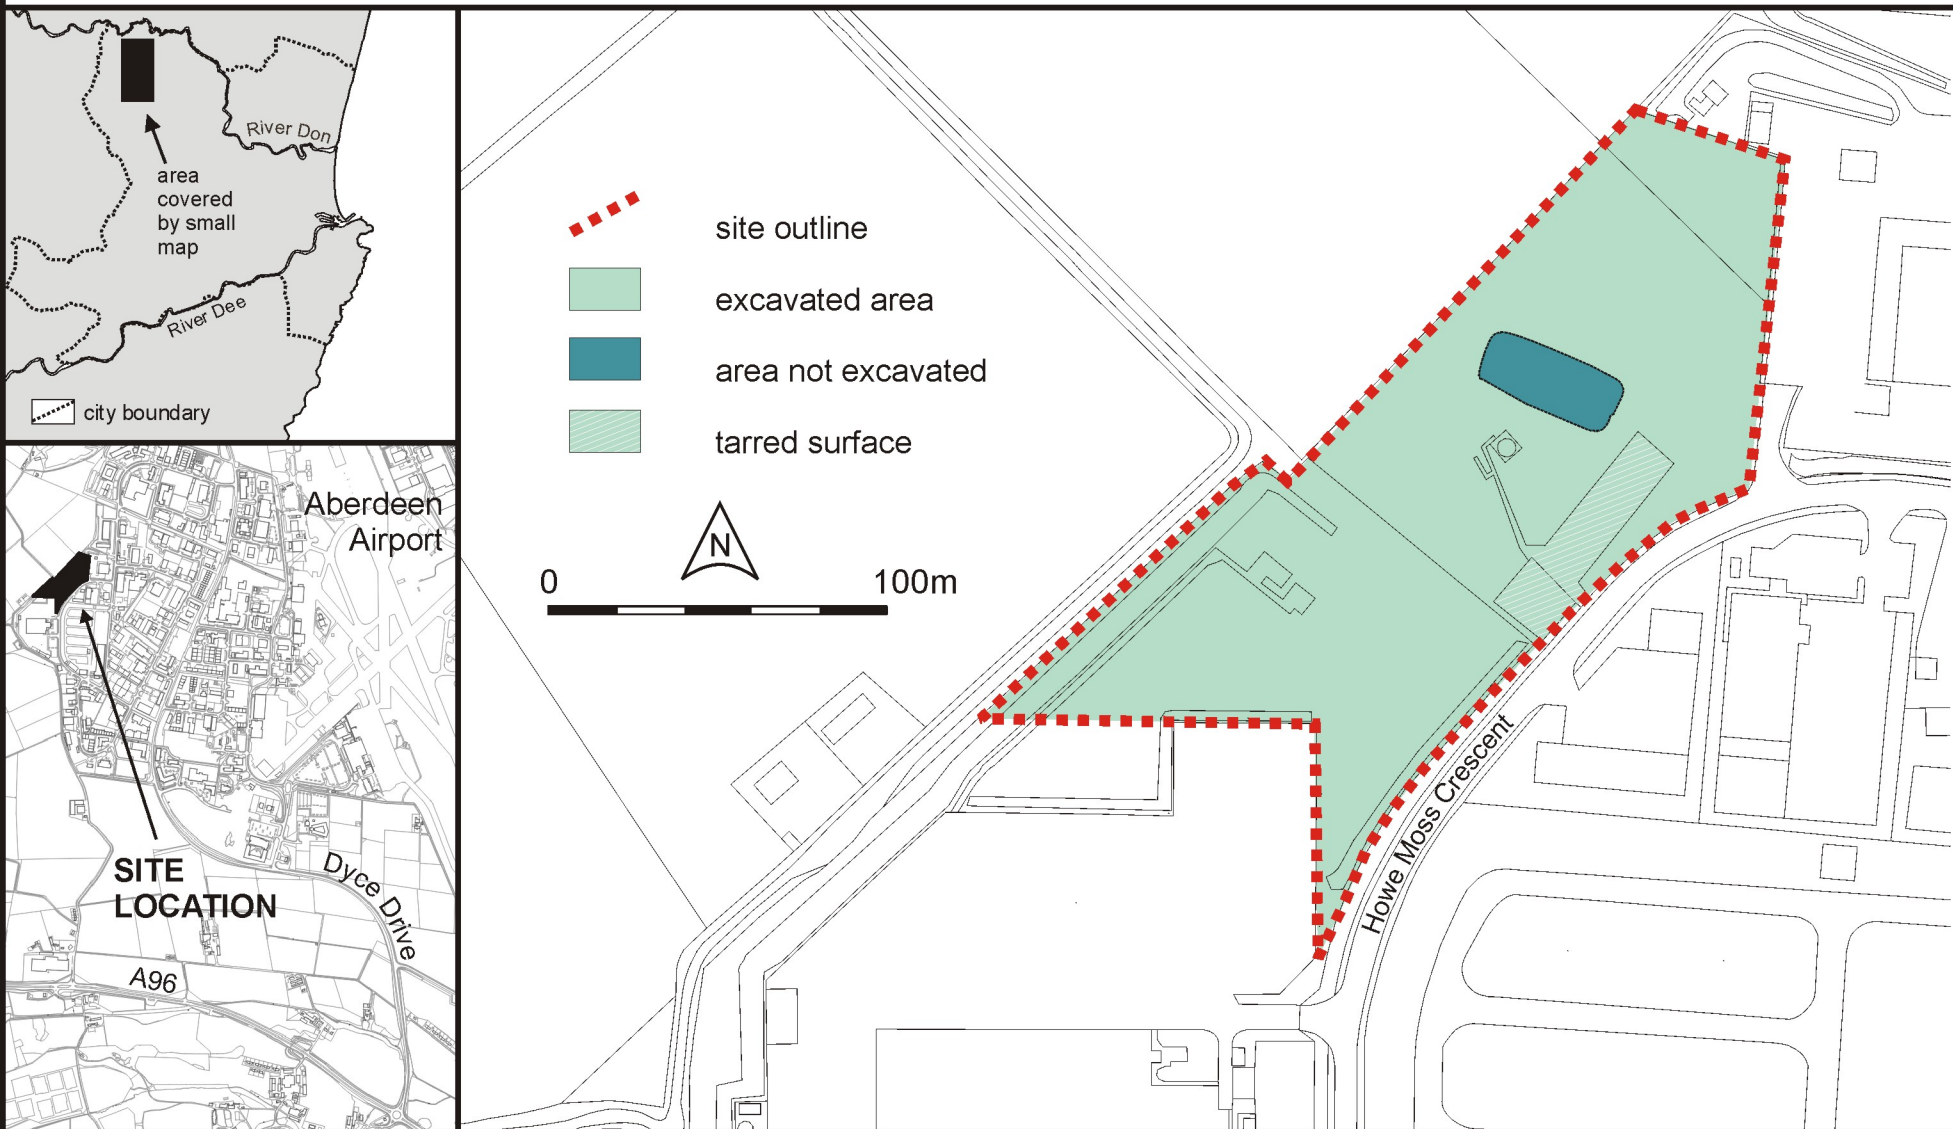 River Don
area
covered
by small
map
River Dee
city boundary
Aberdeen
Airport
SITE
LOCATION
Dyce Drive
A96
site outline
excavated area
area not excavated
tarred surface
N
0 100m
Howe Moss Crescent